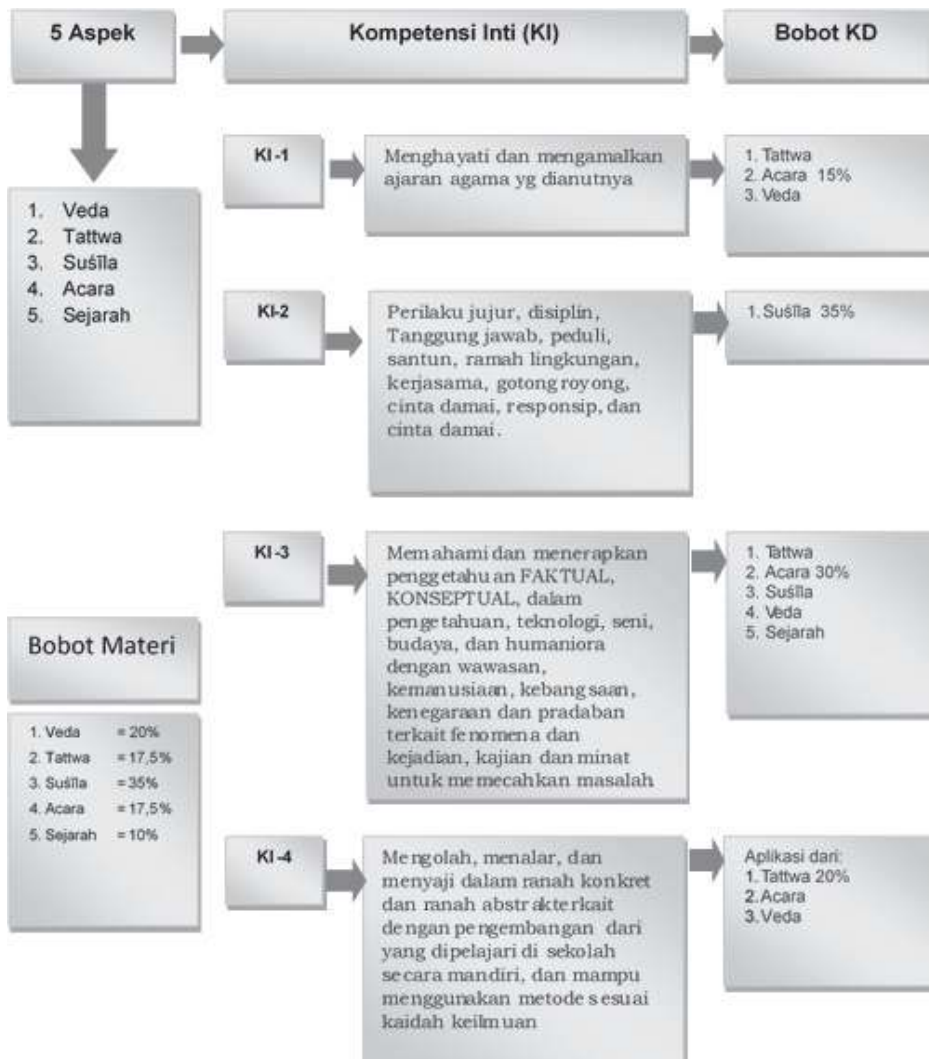 5 Aspek
Kompetensi Inti (KI)
Bobot KD
1. Veda
2. Tattwa
3. Suśīla
4. Acara
5. Sejarah
KI-1
Menghayati dan mengamalkan
ajaran agama yg dianutnya
1. Tattwa
2. Acara 15%
3. Veda
KI-2
Perilaku jujur, disiplin,
Tanggung jawab, peduli,
santun, ramah lingkungan,
kerjasama, gotong royong,
cinta damai, responsip, dan
cinta damai.
1. Suśīla 35%
KI-3
Memahami dan menerapkan
penggetahuan FAKTUAL,
KONSEPTUAL, dalam
pengetahuan, teknologi, seni,
budaya, dan humaniora
dengan wawasan,
kemanusiaan, kebangsaan,
kenegaraan dan pradaban
terkait fenomena dan
kejadian, kajian dan minat
untuk memecahkan masalah
1. Tattwa
2. Acara 30%
3. Suśīla
4. Veda
5. Sejarah
Bobot Materi
1. Veda = 20%
2. Tattwa = 17,5%
3. Suśīla = 35%
4. Acara = 17,5%
5. Sejarah = 10%
KI-4
Mengolah, menalar, dan
menyaji dalam ranah konkret
dan ranah abstrakterkait
dengan pengembangan dari
yang dipelajari di sekolah
secara mandiri, dan mampu
menggunakan metode sesuai
kaidah keilmuan
Aplikasi dari:
1. Tattwa 20%
2. Acara
3. Veda